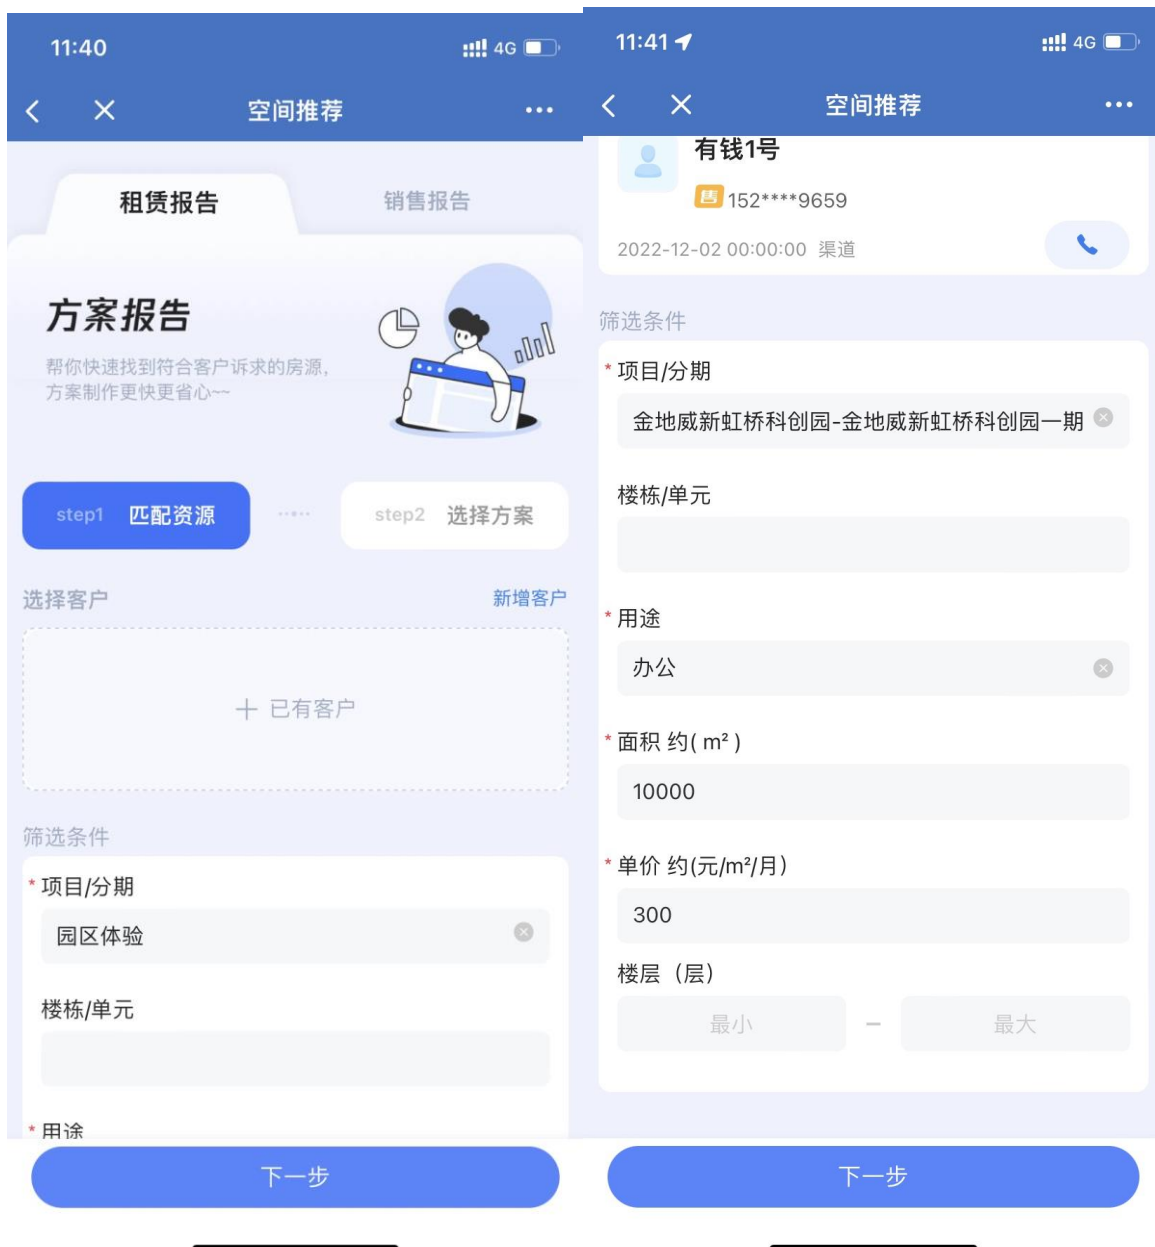 11:40
4G
空间推荐
租赁报告
销售报告
方案报告
帮你快速找到符合客户诉求的房源,
方案制作更快更省心~~
step1 匹配资源
step2 选择方案
选择客户
新增客户
+ 已有客户
筛选条件
* 项目/分期
园区体验
楼栋/单元
* 用途
下一步
11:41
4G
空间推荐
有钱1号
售 152****9659
2022-12-02 00:00:00 渠道
筛选条件
* 项目/分期
金地威新虹桥科创园-金地威新虹桥科创园一期
楼栋/单元
* 用途
办公
* 面积 约( m² )
10000
* 单价 约(元/m²/月)
300
楼层（层）
最小 – 最大
下一步